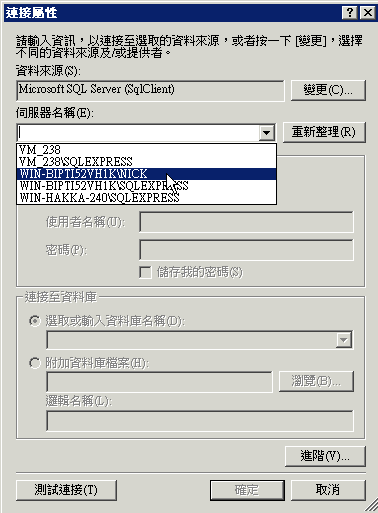 連接屬性
請輸入資訊，以連接至選取的資料來源，或者按一下 [變更]，選擇
不同的資料來源及/或提供者。
資料來源(S):
Microsoft SQL Server (SqlClient)
變更(C)...
伺服器名稱(E):
重新整理(R)
VM_238
VM_238\SQLEXPRESS
WIN-BIPTI52VH1K\NICK
WIN-BIPTI52VH1K\SQLEXPRESS
WIN-HAKKA-240\SQLEXPRESS
使用者名稱(U):
密碼(P):
儲存我的密碼(S)
連接至資料庫
選取或輸入資料庫名稱(D):
附加資料庫檔案(H):
瀏覽(B)...
邏輯名稱(L):
進階(V)...
測試連接(T)
確定
取消